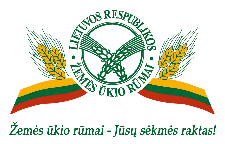 LIETUVOS RESPUBLIKOS
ŽEMĖS ŪKIO RŪMAI
Žemės ūkio rūmai - Jūsų sėkmės raktas!